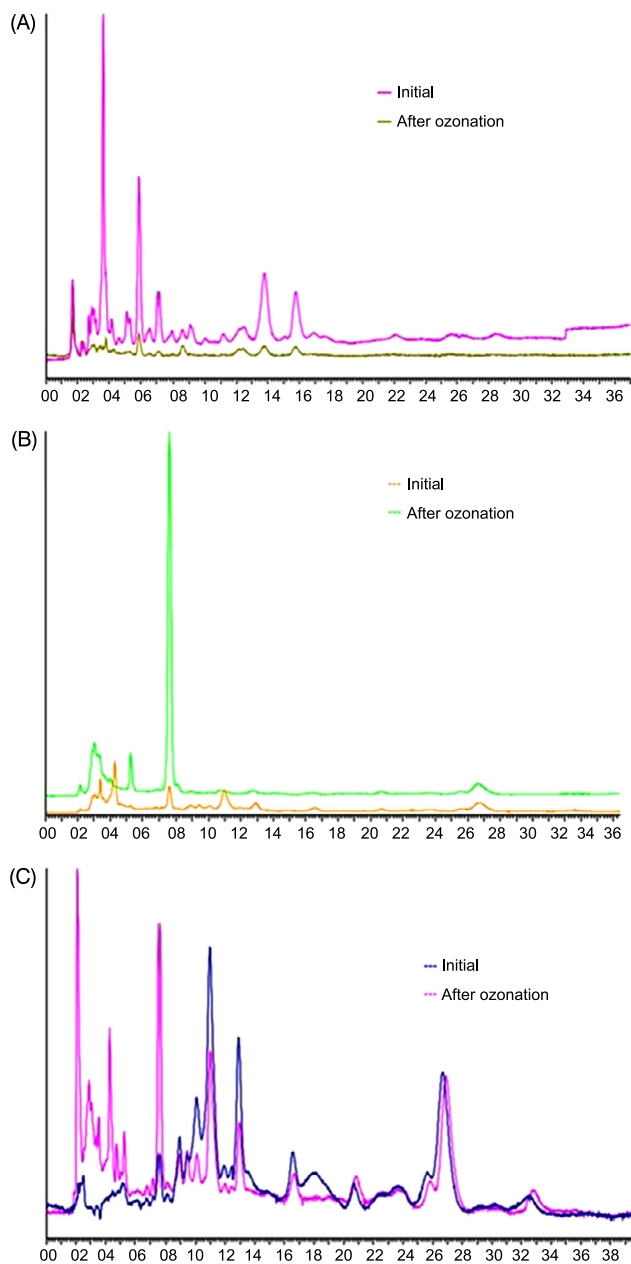 (A)
Initial
After ozonation
00 02 04 06 08 10 12 14 16 18 20 22 24 26 28 30 32 34 36
(B)
Initial
After ozonation
00 02 04 06 08 10 12 14 16 18 20 22 24 26 28 30 32 34 36
(C)
Initial
After ozonation
00 02 04 06 08 10 12 14 16 18 20 22 24 26 28 30 32 34 36 38